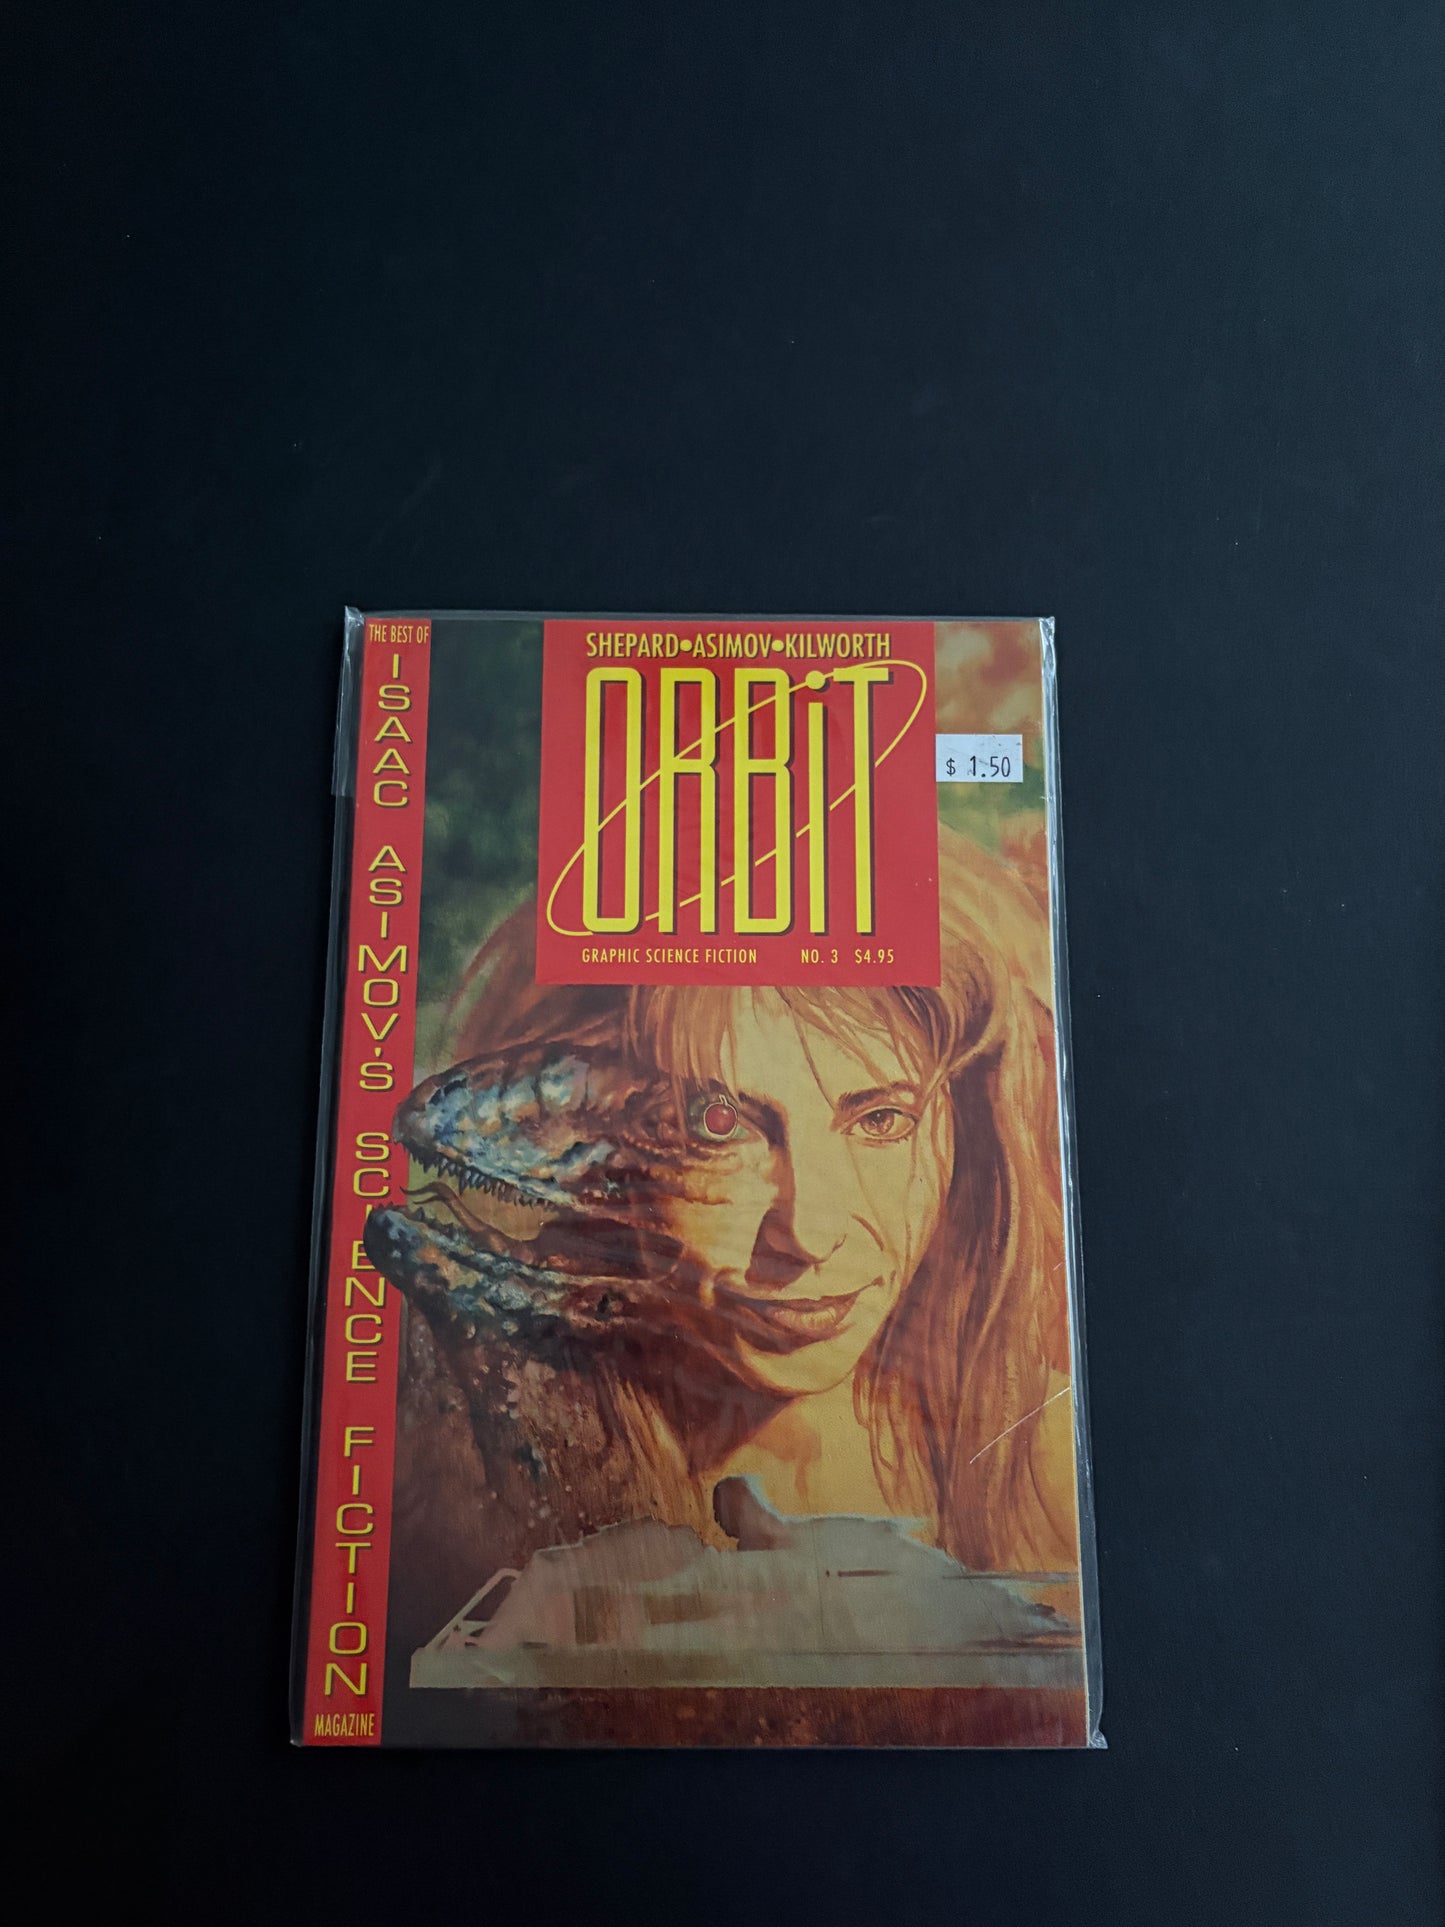 THE BEST OF
ISAAC ASIMOV'S SCIENCE FICTION
MAGAZINE
SHEPARD•ASIMOV•KILWORTH
ORBiT
GRAPHIC SCIENCE FICTION NO. 3 $4.95
$ 1.50